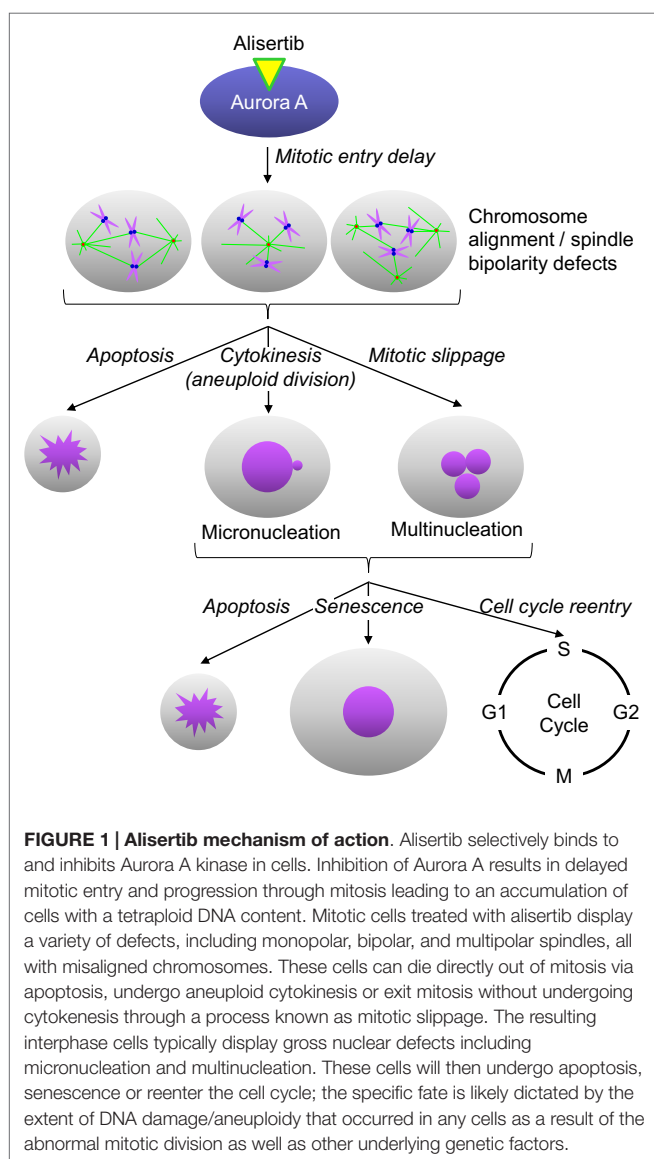 Alisertib
Aurora A
Mitotic entry delay
Chromosome
alignment / spindle
bipolarity defects
Apoptosis
Cytokinesis
(aneuploid division)
Mitotic slippage
Micronucleation
Multinucleation
Apoptosis
Senescence
Cell cycle reentry
S
G1
Cell
Cycle
G2
M
FIGURE 1 | Alisertib mechanism of action. Alisertib selectively binds to
and inhibits Aurora A kinase in cells. Inhibition of Aurora A results in delayed
mitotic entry and progression through mitosis leading to an accumulation of
cells with a tetraploid DNA content. Mitotic cells treated with alisertib display
a variety of defects, including monopolar, bipolar, and multipolar spindles, all
with misaligned chromosomes. These cells can die directly out of mitosis via
apoptosis, undergo aneuploid cytokinesis or exit mitosis without undergoing
cytokenesis through a process known as mitotic slippage. The resulting
interphase cells typically display gross nuclear defects including
micronucleation and multinucleation. These cells will then undergo apoptosis,
senescence or reenter the cell cycle; the specific fate is likely dictated by the
extent of DNA damage/aneuploidy that occurred in any cells as a result of the
abnormal mitotic division as well as other underlying genetic factors.